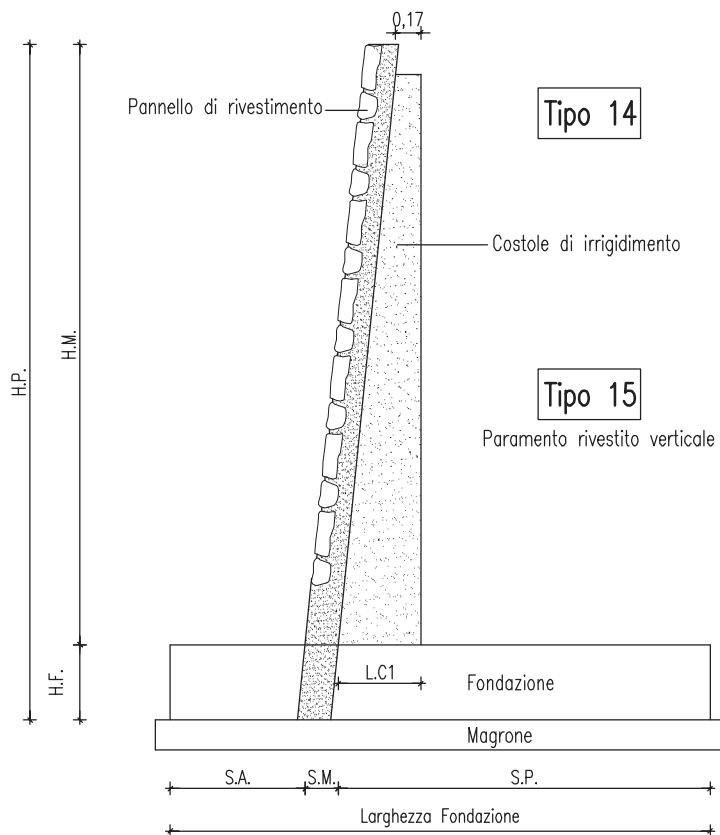 0,17
Pannello di rivestimento
Tipo 14
Costole di irrigidimento
H.M.
H.P.
Tipo 15
Paramento rivestito verticale
H.F.
L.C1
Fondazione
Magrone
S.A.
S.M.
S.P.
Larghezza Fondazione